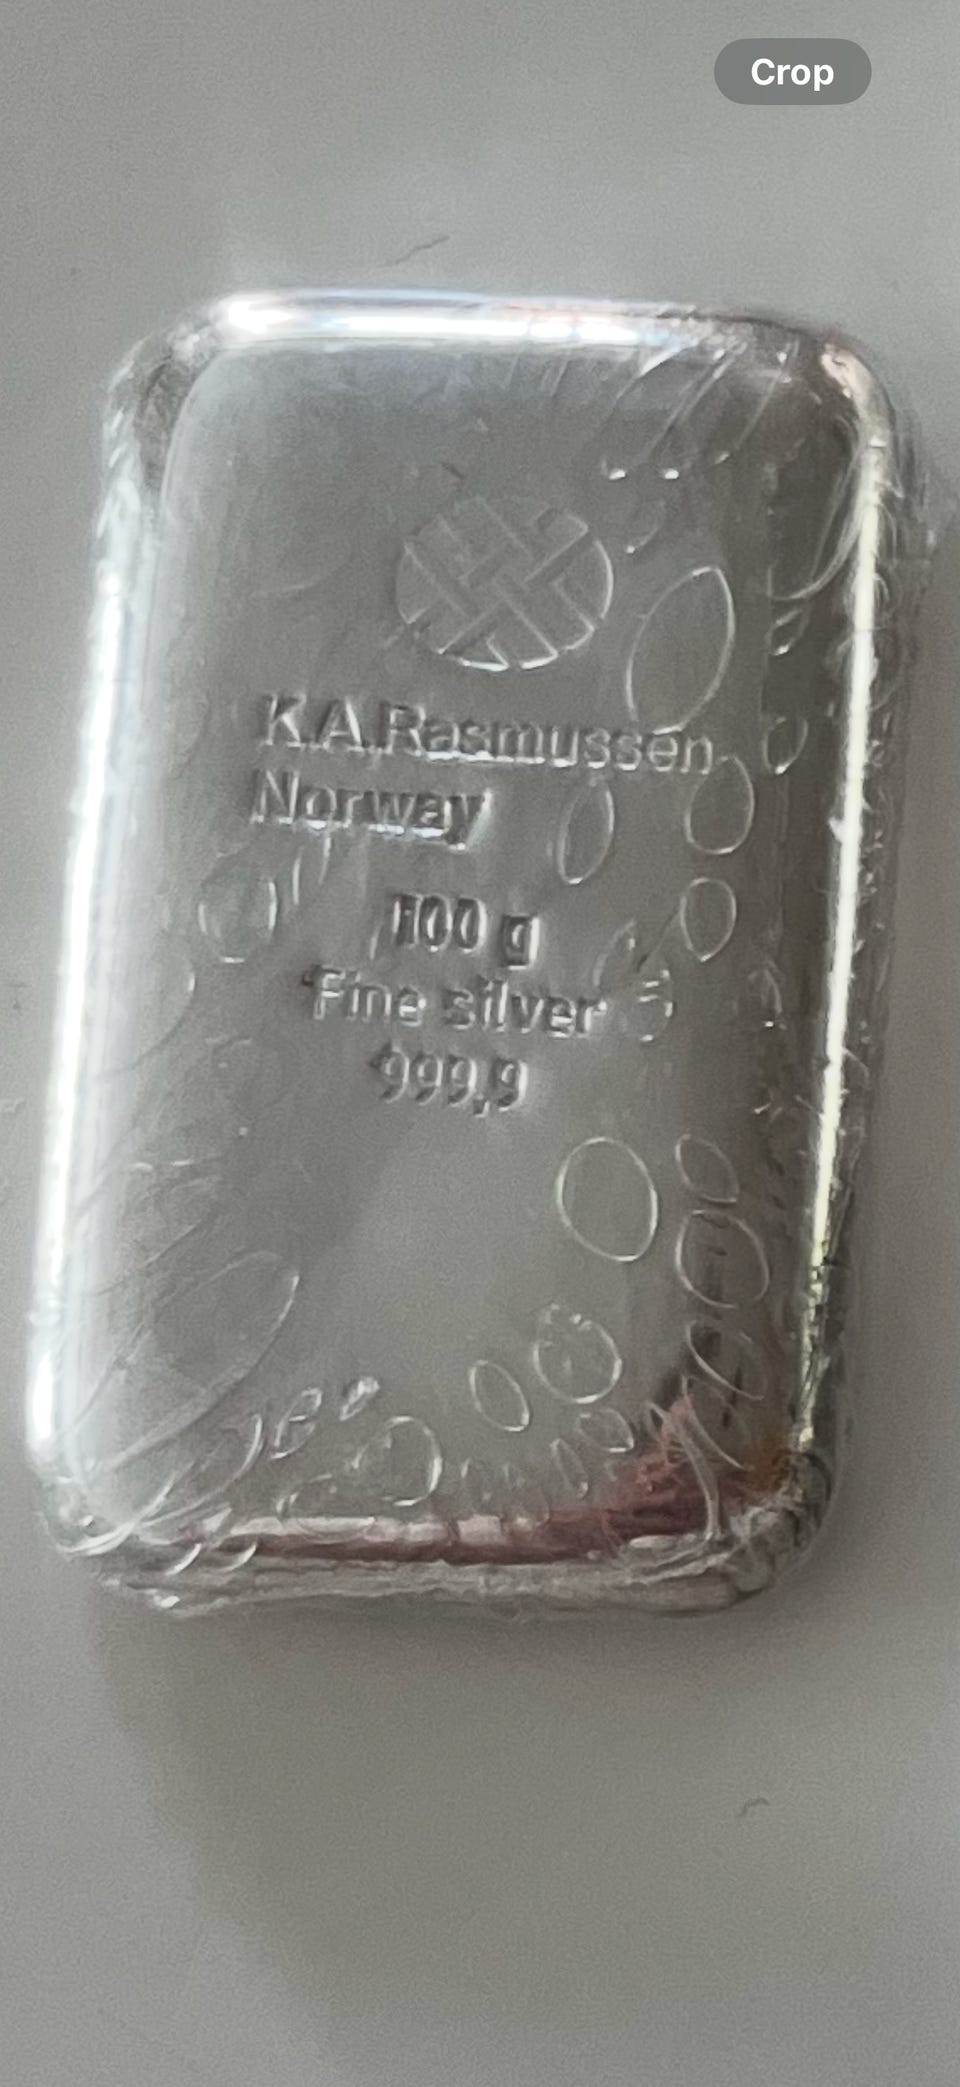 Crop
K.A.Rasmussen
Norway
100 g
Fine silver
999,9